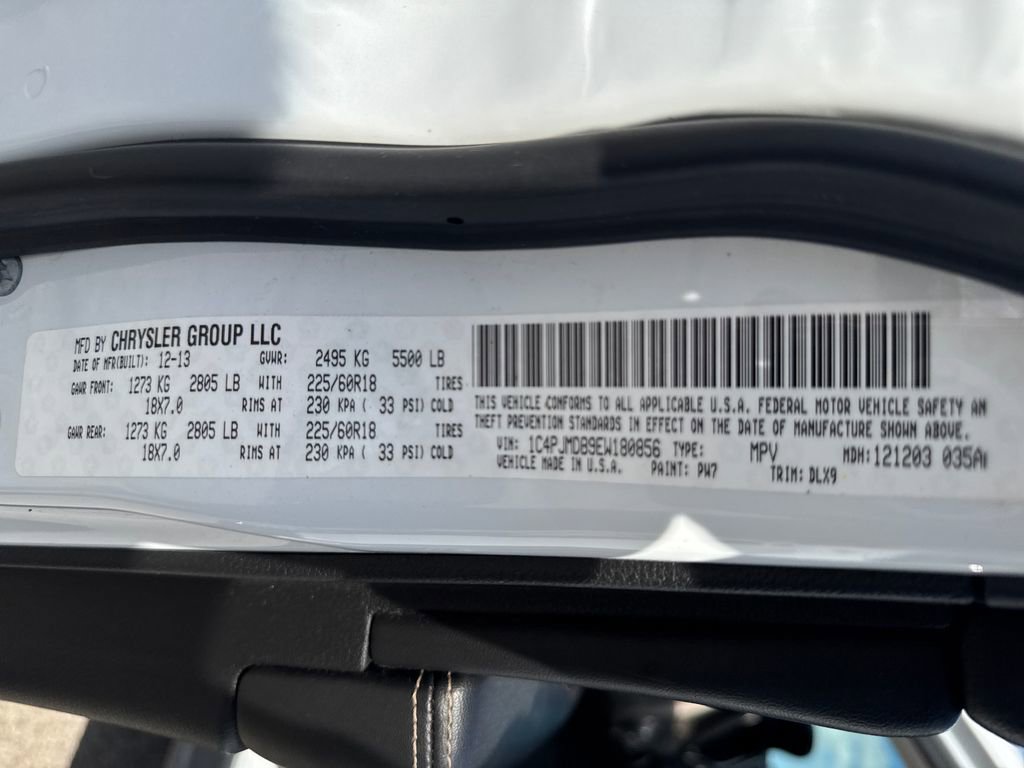 MFD BY CHRYSLER GROUP LLC
DATE OF MFR(BUILT): 12-13 GVWR: 2495 KG 5500 LB
GAWR FRONT: 1273 KG 2805 LB WITH 225/60R18 TIRES
18X7.0 RIMS AT 230 KPA ( 33 PSI) COLD
GAWR REAR: 1273 KG 2805 LB WITH 225/60R18 TIRES
18X7.0 RIMS AT 230 KPA ( 33 PSI) COLD
THIS VEHICLE CONFORMS TO ALL APPLICABLE U.S.A. FEDERAL MOTOR VEHICLE SAFETY AN
THEFT PREVENTION STANDARDS IN EFFECT ON THE DATE OF MANUFACTURE SHOWN ABOVE.
VIN: 1C4PJMDB9EW180856 TYPE: MPV MDH: 121203 035A
VEHICLE MADE IN U.S.A. PAINT: PW7 TRIM: DLX9